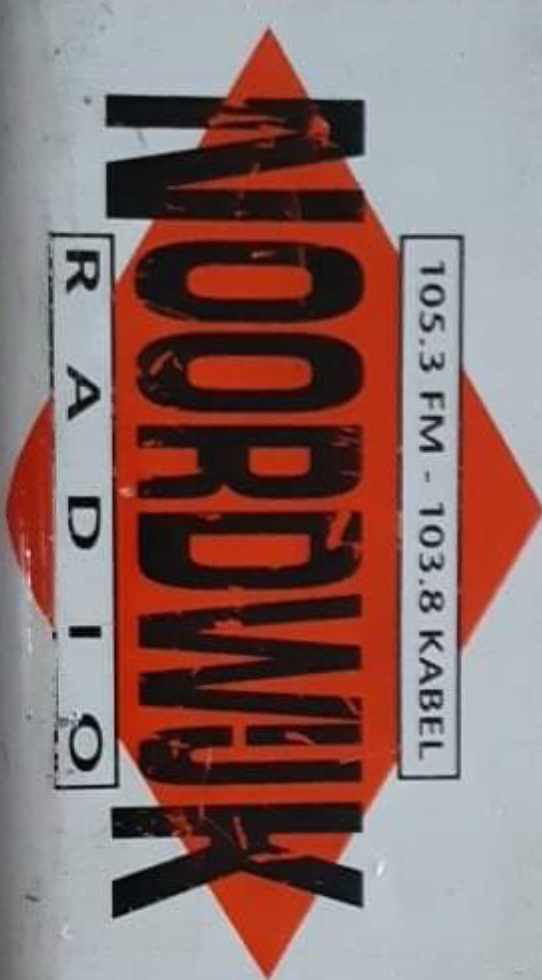 105.3 FM - 103.8 KABEL
NOORDWIJK
RADIO